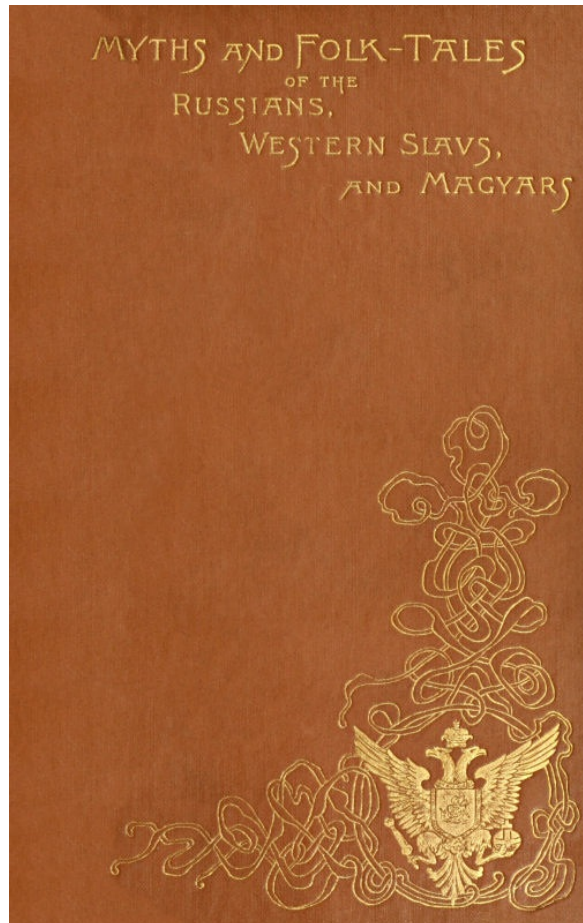 MYTHS AND FOLK-TALES
OF THE
RUSSIANS,
WESTERN SLAVS,
AND MAGYARS